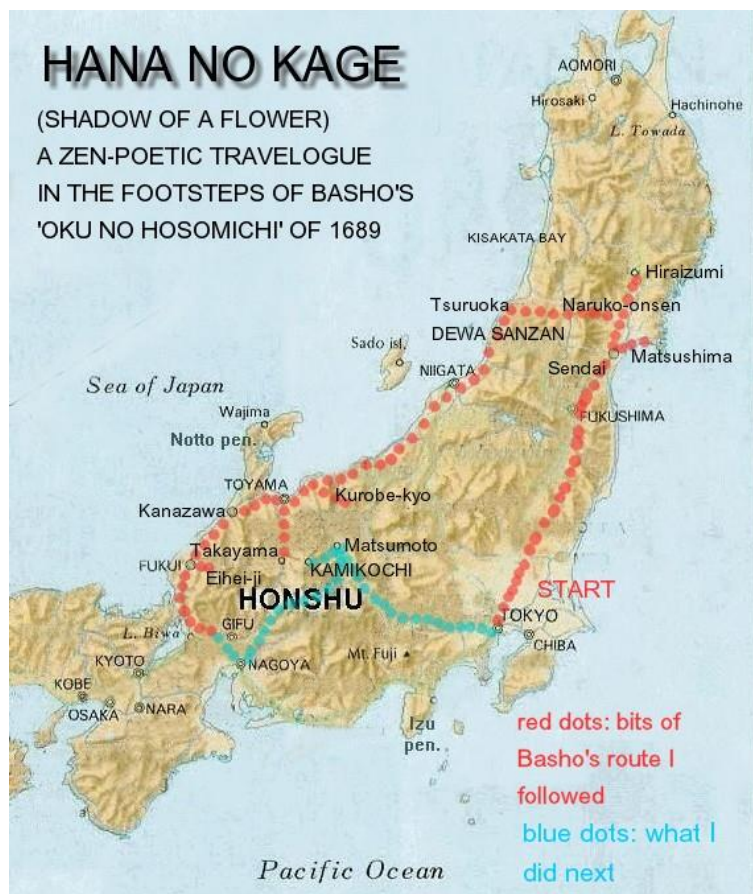 HANA NO KAGE
(SHADOW OF A FLOWER)
A ZEN-POETIC TRAVELOGUE
IN THE FOOTSTEPS OF BASHO'S
'OKU NO HOSOMICHI' OF 1689
AOMORI
Hirosaki
Hachinohe
L. Towada
KISAKATA BAY
Hiraizumi
Tsuruoka
Naruko-onsen
DEWA SANZAN
Sado isl.
Matsushima
Sendai
NIIGATA
Sea of Japan
FUKUSHIMA
Wajima
Notto pen.
TOYAMA
Kurobe-kyo
Kanazawa
Takayama
Matsumoto
FUKUI
KAMIKOCHI
Eihei-ji
START
HONSHU
TOKYO
L. Biwa
GIFU
CHIBA
KYOTO
NAGOYA
Mt. Fuji
KOBE
OSAKA
NARA
Izu
pen.
red dots: bits of
Basho's route I
followed
blue dots: what I
did next
Pacific Ocean